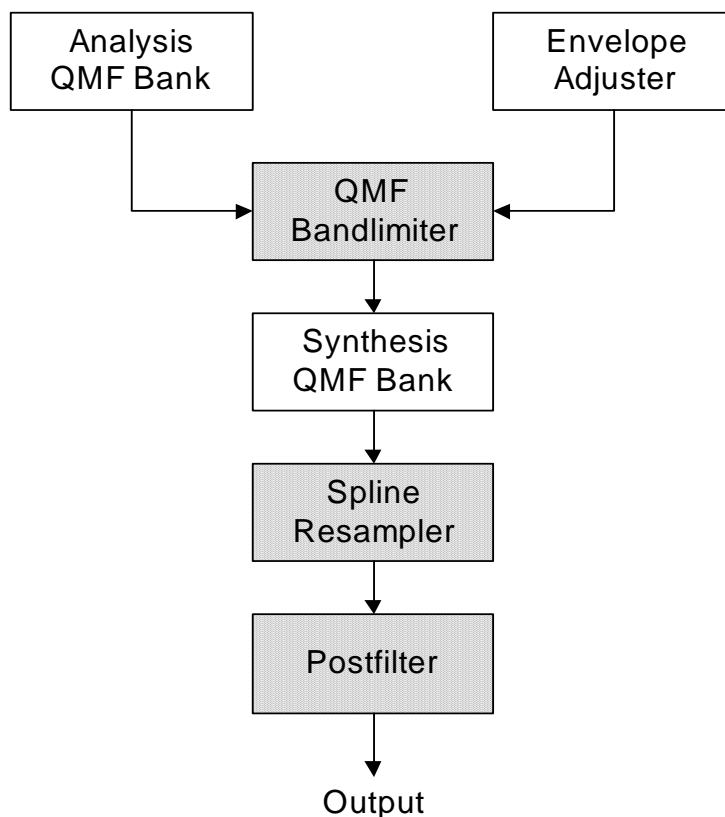 Analysis
QMF Bank
Envelope
Adjuster
QMF
Bandlimiter
Synthesis
QMF Bank
Spline
Resampler
Postfilter
Output